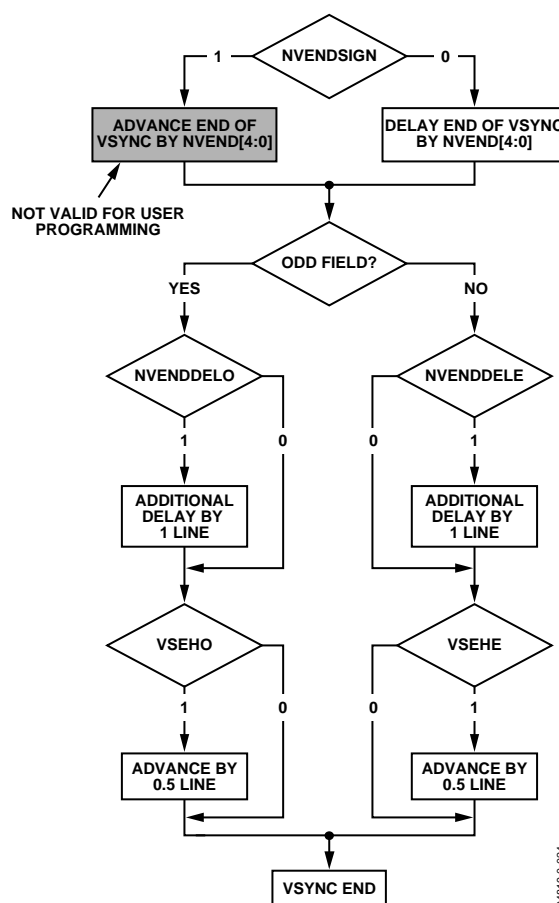 NVENDSIGN
1
0
ADVANCE END OF
VSYNC BY NVEND[4:0]
DELAY END OF VSYNC
BY NVEND[4:0]
NOT VALID FOR USER
PROGRAMMING
ODD FIELD?
YES
NO
NVENDDELO
NVENDDELE
1
0
0
1
ADDITIONAL
DELAY BY
1 LINE
ADDITIONAL
DELAY BY
1 LINE
VSEHO
VSEHE
1
0
0
1
ADVANCE BY
0.5 LINE
ADVANCE BY
0.5 LINE
VSYNC END